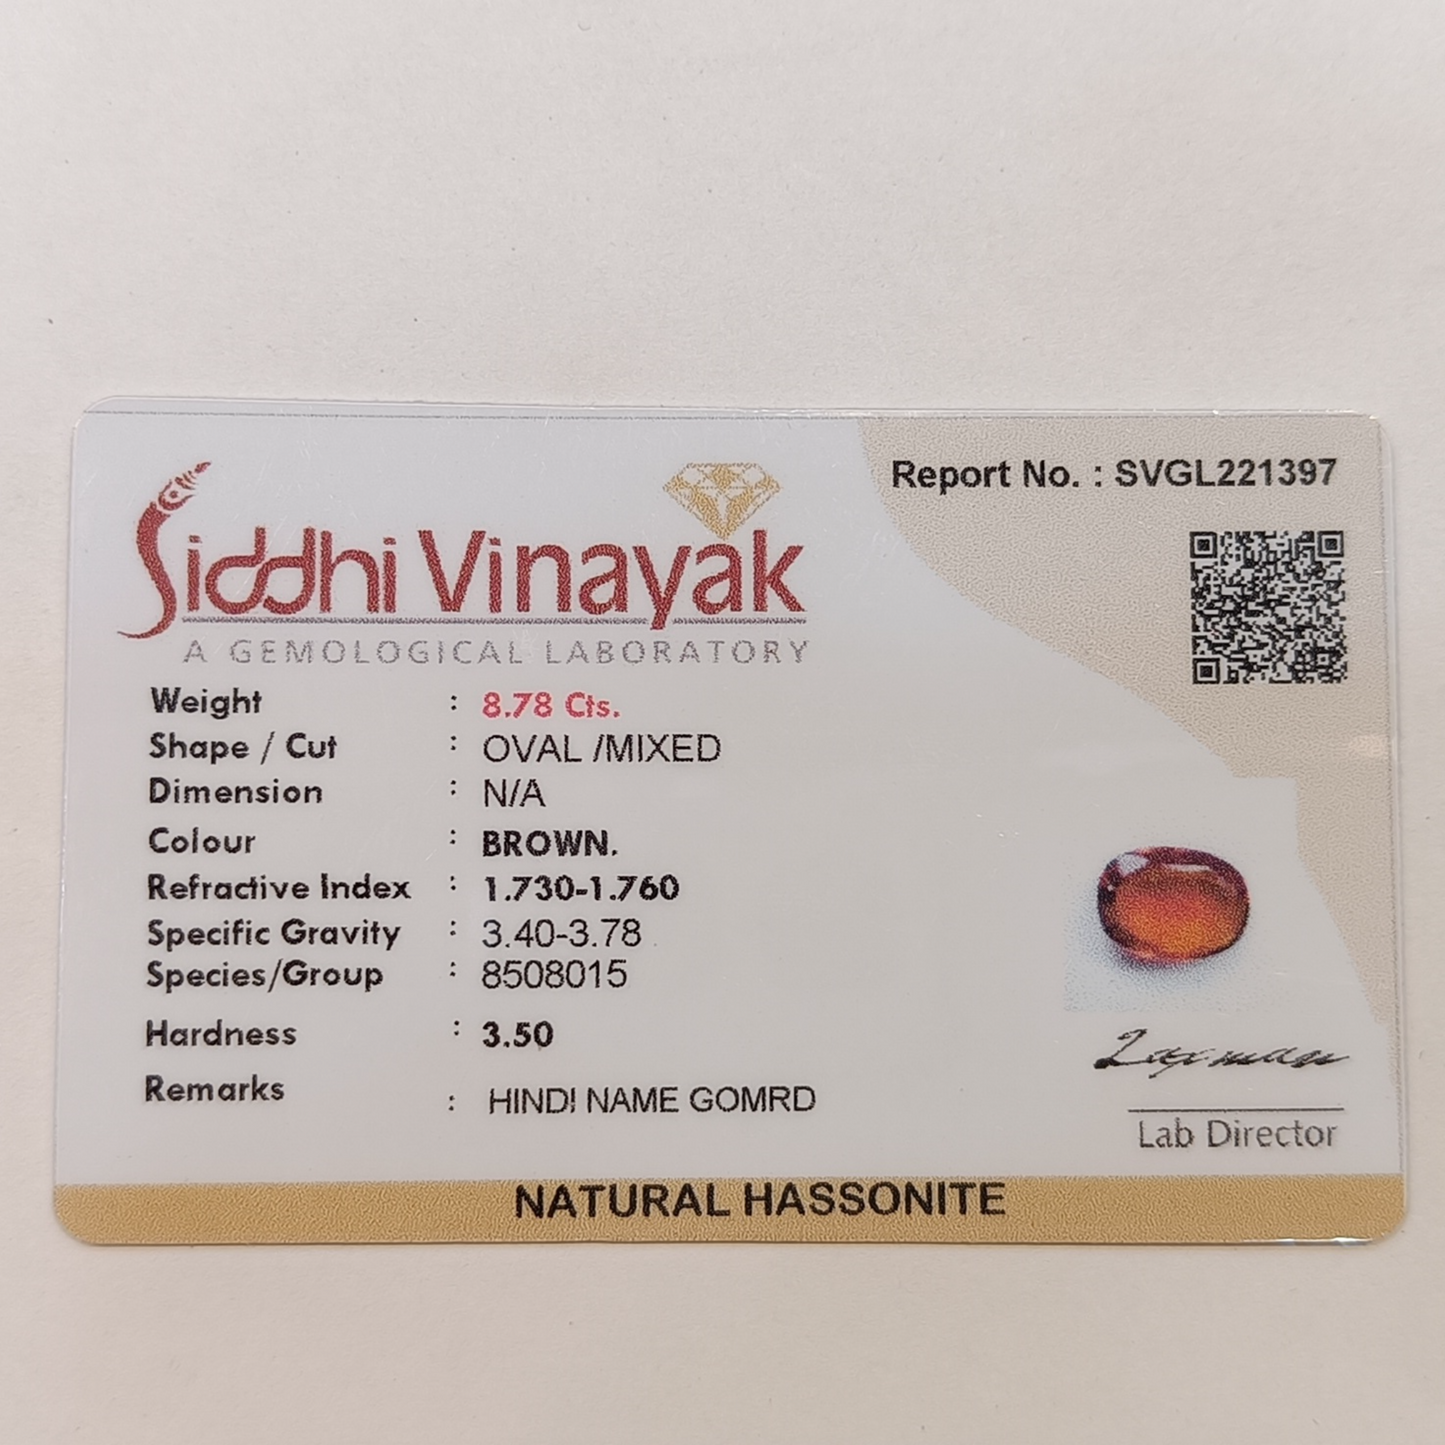 Siddhi Vinayak
A GEMOLOGICAL LABORATORY
Report No. : SVGL221397
Weight : 8.78 Cts.
Shape / Cut : OVAL /MIXED
Dimension : N/A
Colour : BROWN.
Refractive Index : 1.730-1.760
Specific Gravity : 3.40-3.78
Species/Group : 8508015
Hardness : 3.50
Remarks : HINDI NAME GOMRD
Laxman
Lab Director
NATURAL HASSONITE